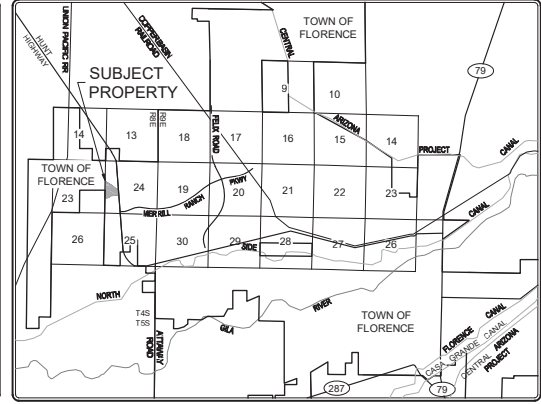 TOWN OF
FLORENCE
UNION PACIFIC RR
HUNT
HIGHWAY
COPPER BASIN
RAILROAD
CENTRAL
79
SUBJECT
PROPERTY
9
10
FELIX ROAD
R8E
R9E
14
13
18
17
16
15
14
ARIZONA
PROJECT
CANAL
TOWN OF
FLORENCE
23
24
19
20
21
22
23
MERRILL
RANCH
PKWY
CANAL
26
25
30
29
28
27
26
SIDE
NORTH
T4S
T5S
ATTAWAY
ROAD
GILA
RIVER
TOWN OF
FLORENCE
FLORENCE CANAL
CASA GRANDE CANAL
CENTRAL ARIZONA
PROJECT
287
79